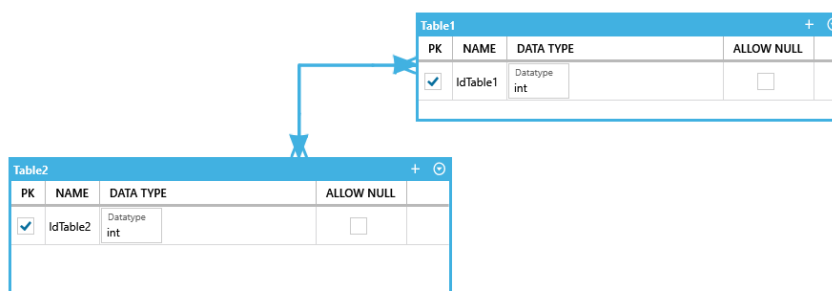 Table1 +
PK NAME DATA TYPE ALLOW NULL
IdTable1 Datatype
int
Table2 +
PK NAME DATA TYPE ALLOW NULL
IdTable2 Datatype
int